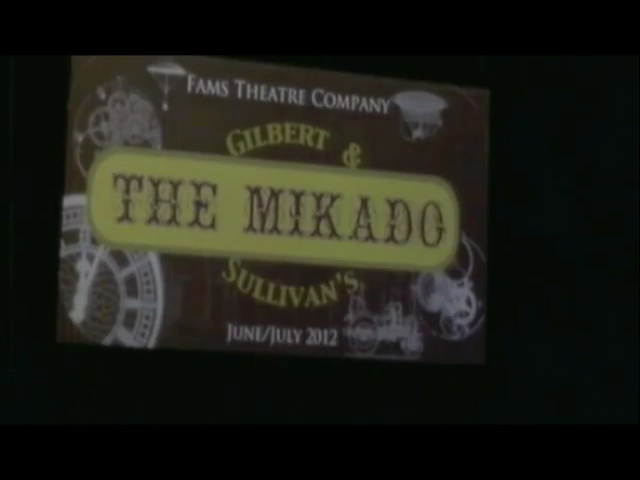 FAMS THEATRE COMPANY
GILBERT &
THE MIKADO
SULLIVAN'S
JUNE/JULY 2012